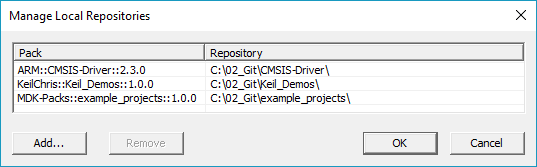 Manage Local Repositories
Pack Repository
ARM::CMSIS-Driver::2.3.0 C:\02_Git\CMSIS-Driver\
KeilChris::Keil_Demos::1.0.0 C:\02_Git\Keil_Demos\
MDK-Packs::example_projects::1.0.0 C:\02_Git\example_projects\
Add... Remove OK Cancel